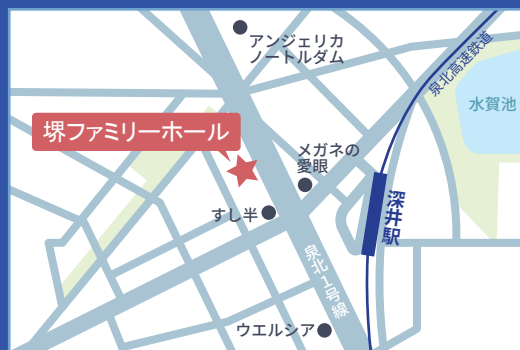 アンジェリカ
ノートルダム
泉北高速鉄道
水賀池
堺ファミリーホール
メガネの
愛眼
すし半
深井駅
泉北1号線
ウエルシア